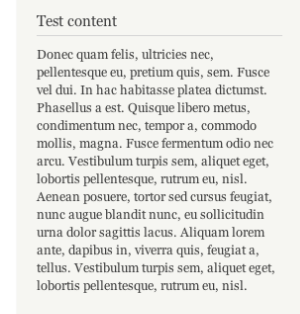 Test content
Donec quam felis, ultricies nec,
pellentesque eu, pretium quis, sem. Fusce
vel dui. In hac habitasse platea dictumst.
Phasellus a est. Quisque libero metus,
condimentum nec, tempor a, commodo
mollis, magna. Fusce fermentum odio nec
arcu. Vestibulum turpis sem, aliquet eget,
lobortis pellentesque, rutrum eu, nisl.
Aenean posuere, tortor sed cursus feugiat,
nunc augue blandit nunc, eu sollicitudin
urna dolor sagittis lacus. Aliquam lorem
ante, dapibus in, viverra quis, feugiat a,
tellus. Vestibulum turpis sem, aliquet eget,
lobortis pellentesque, rutrum eu, nisl.